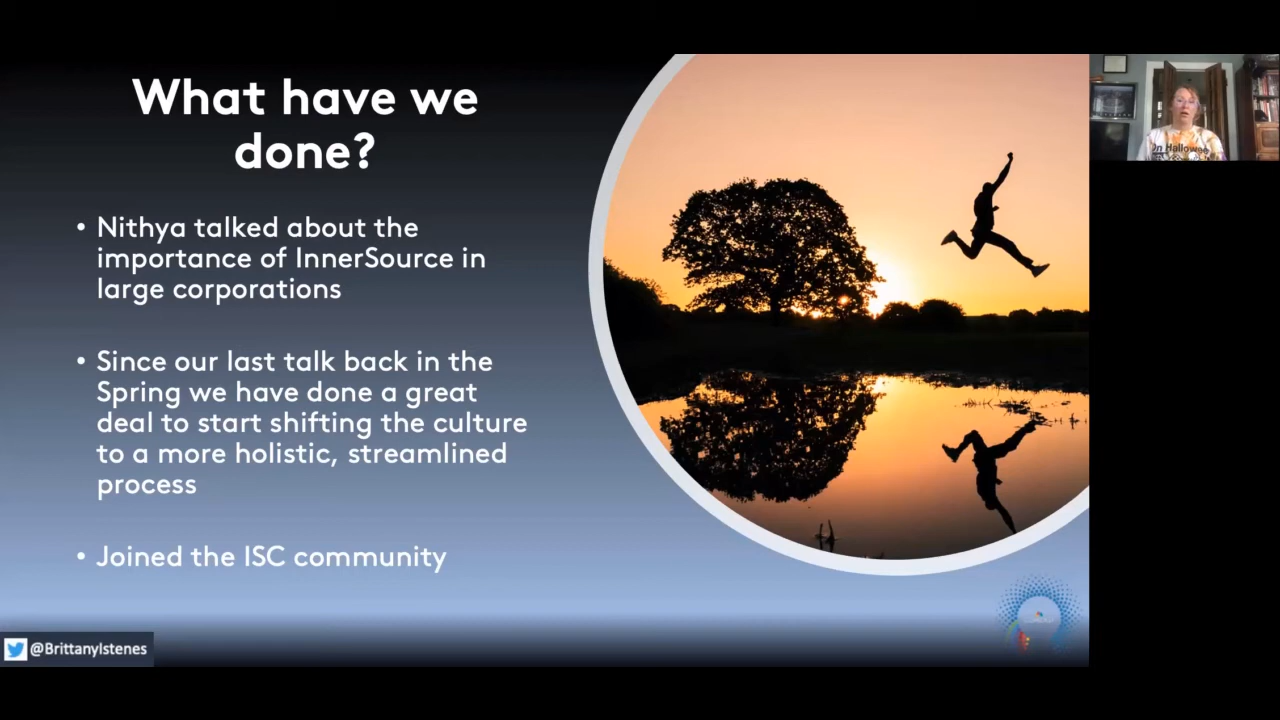 What have we
done?
• Nithya talked about the
importance of InnerSource in
large corporations
• Since our last talk back in the
Spring we have done a great
deal to start shifting the culture
to a more holistic, streamlined
process
• Joined the ISC community
@BrittanyIstenes
On Hallowee